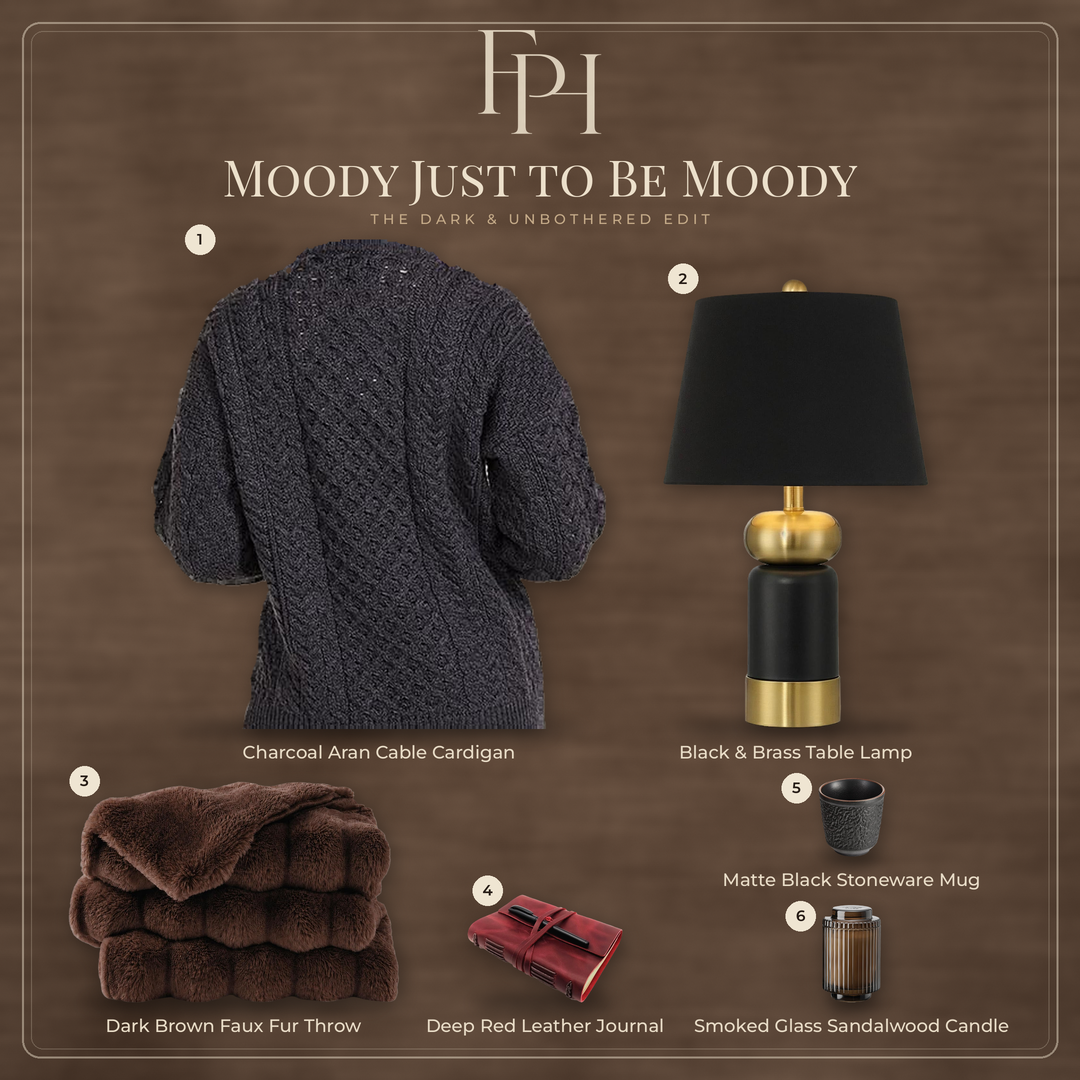 FPH
Moody Just to Be Moody
THE DARK & UNBOTHERED EDIT
1
2
Charcoal Aran Cable Cardigan
Black & Brass Table Lamp
3
5
Matte Black Stoneware Mug
4
6
Dark Brown Faux Fur Throw
Deep Red Leather Journal
Smoked Glass Sandalwood Candle